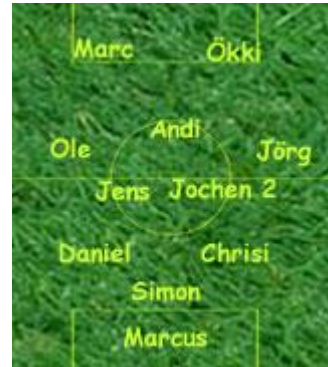 Marc Ökki
Andi
Ole Jörg
Jens Jochen 2
Daniel Chrisi
Simon
Marcus